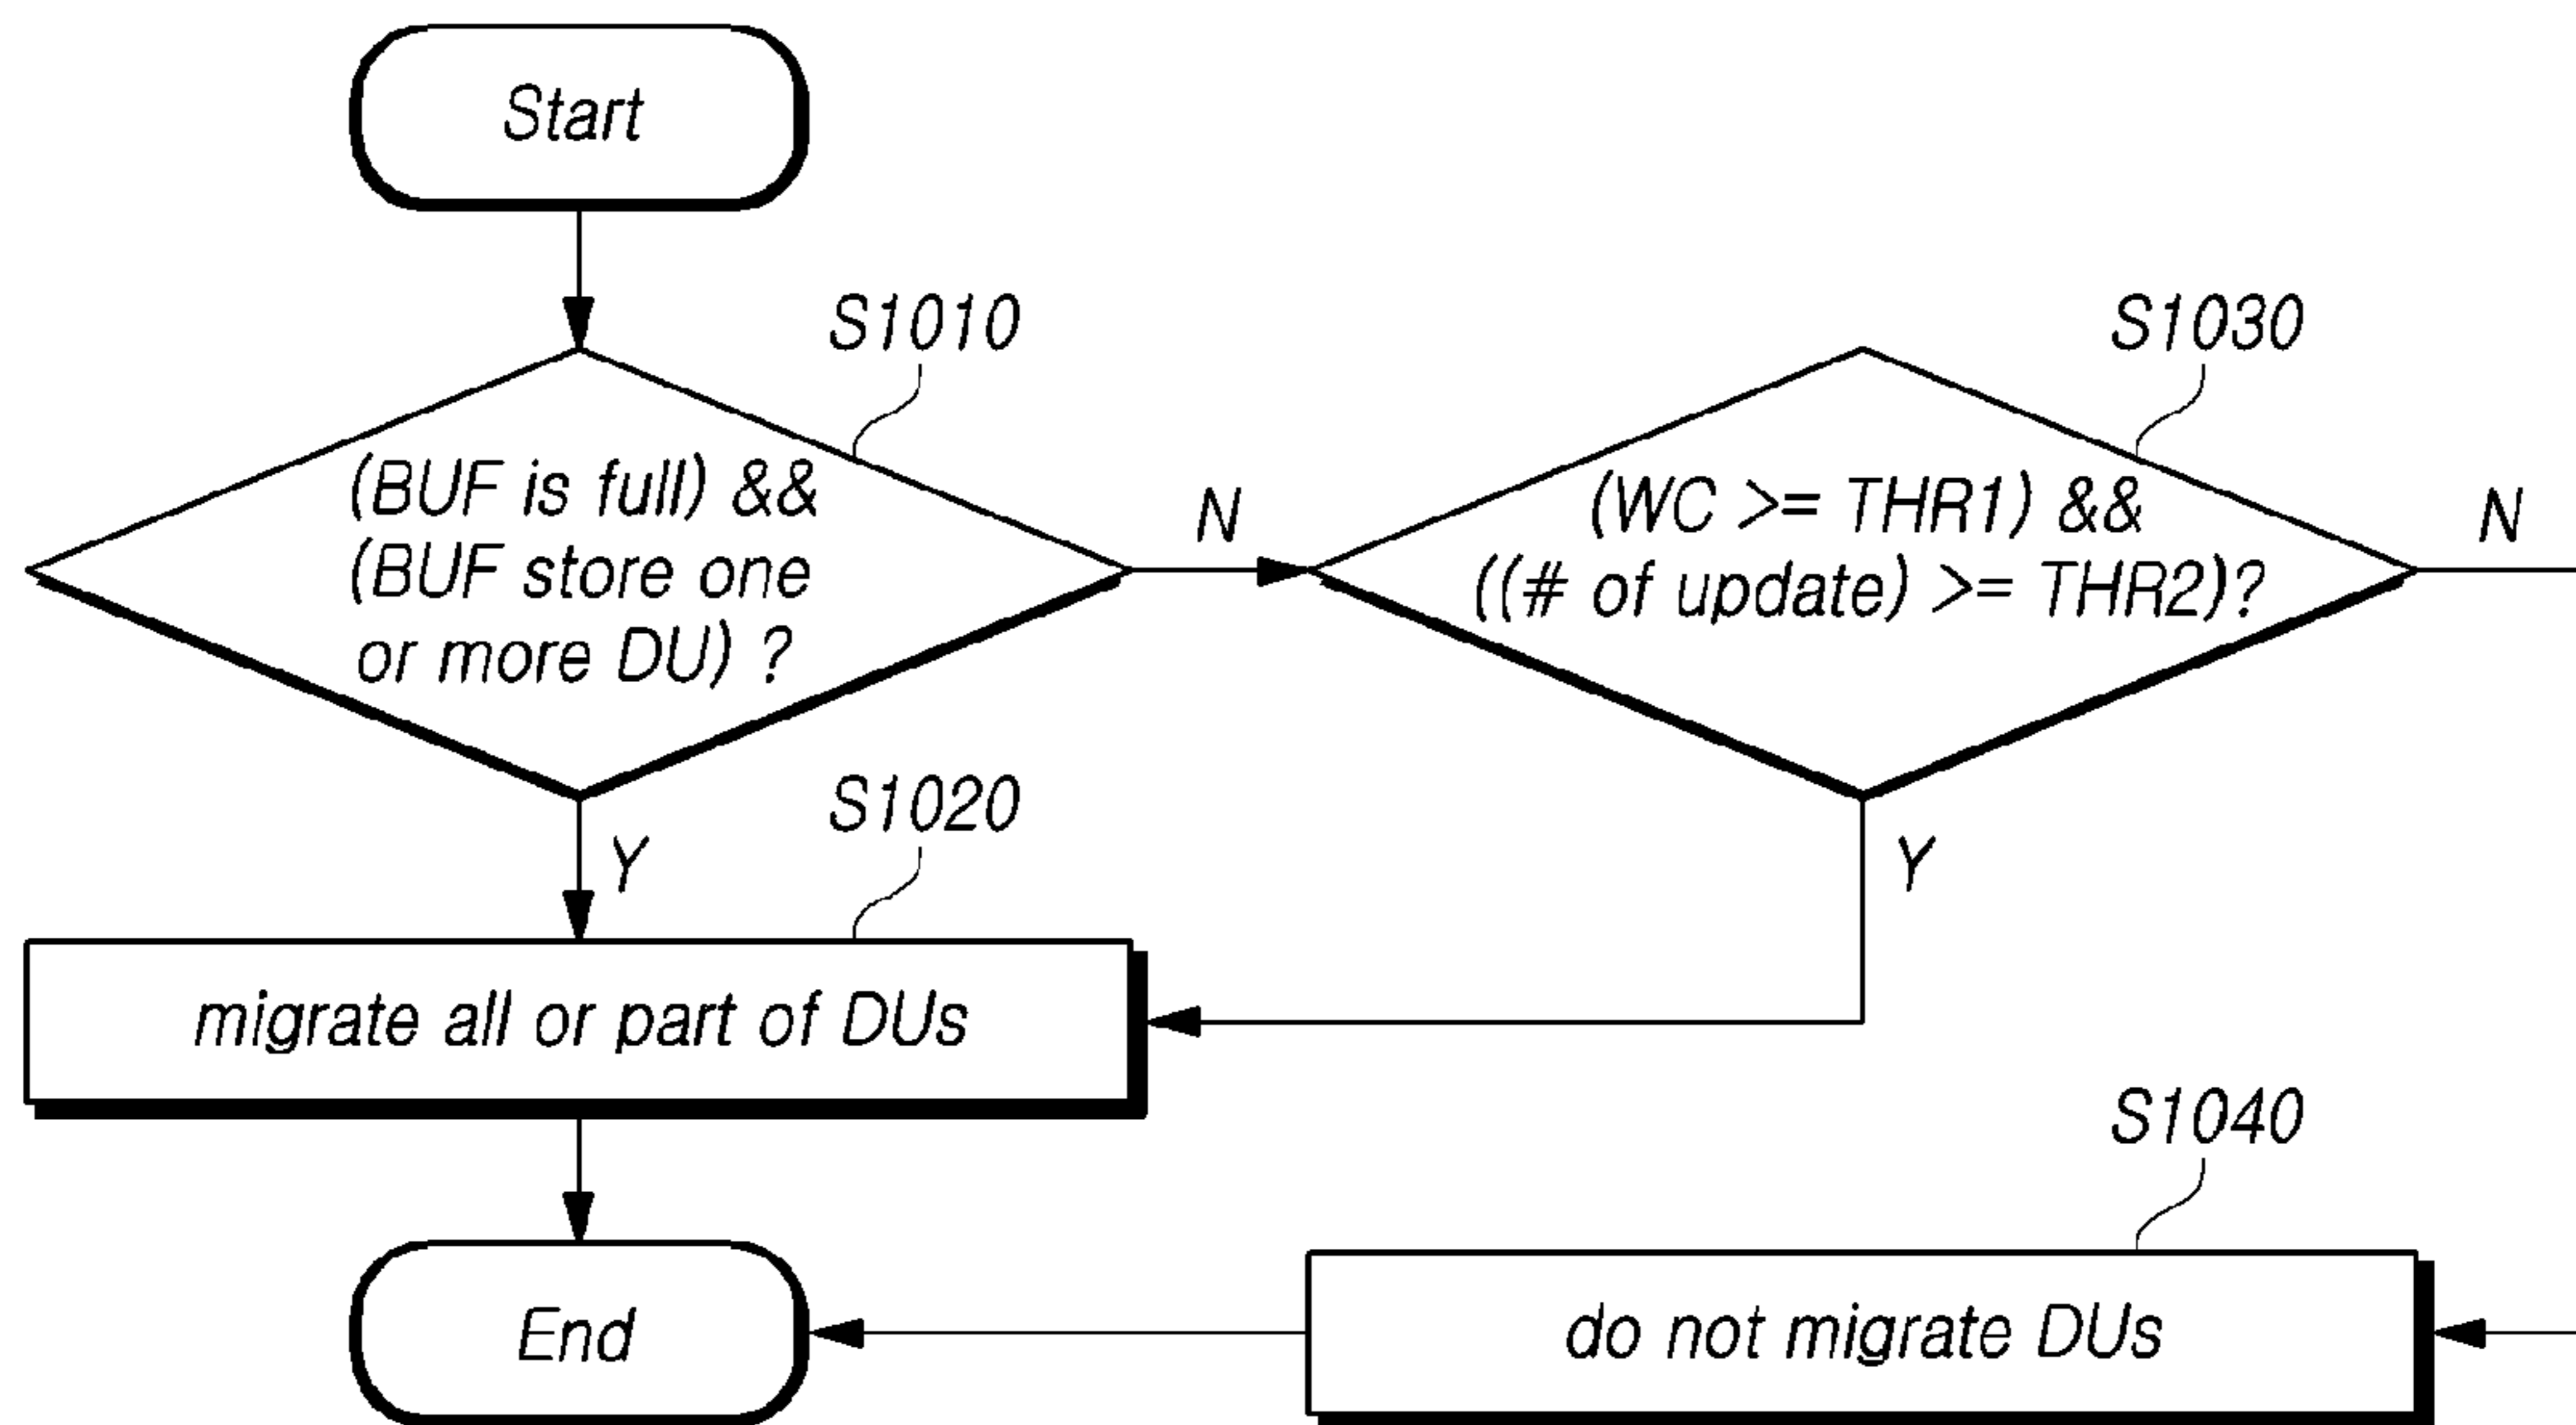 Start
S1010
(BUF is full) &&
(BUF store one
or more DU) ?
N
S1030
(WC >= THR1) &&
((# of update) >= THR2)?
N
Y
S1020
Y
migrate all or part of DUs
S1040
do not migrate DUs
End